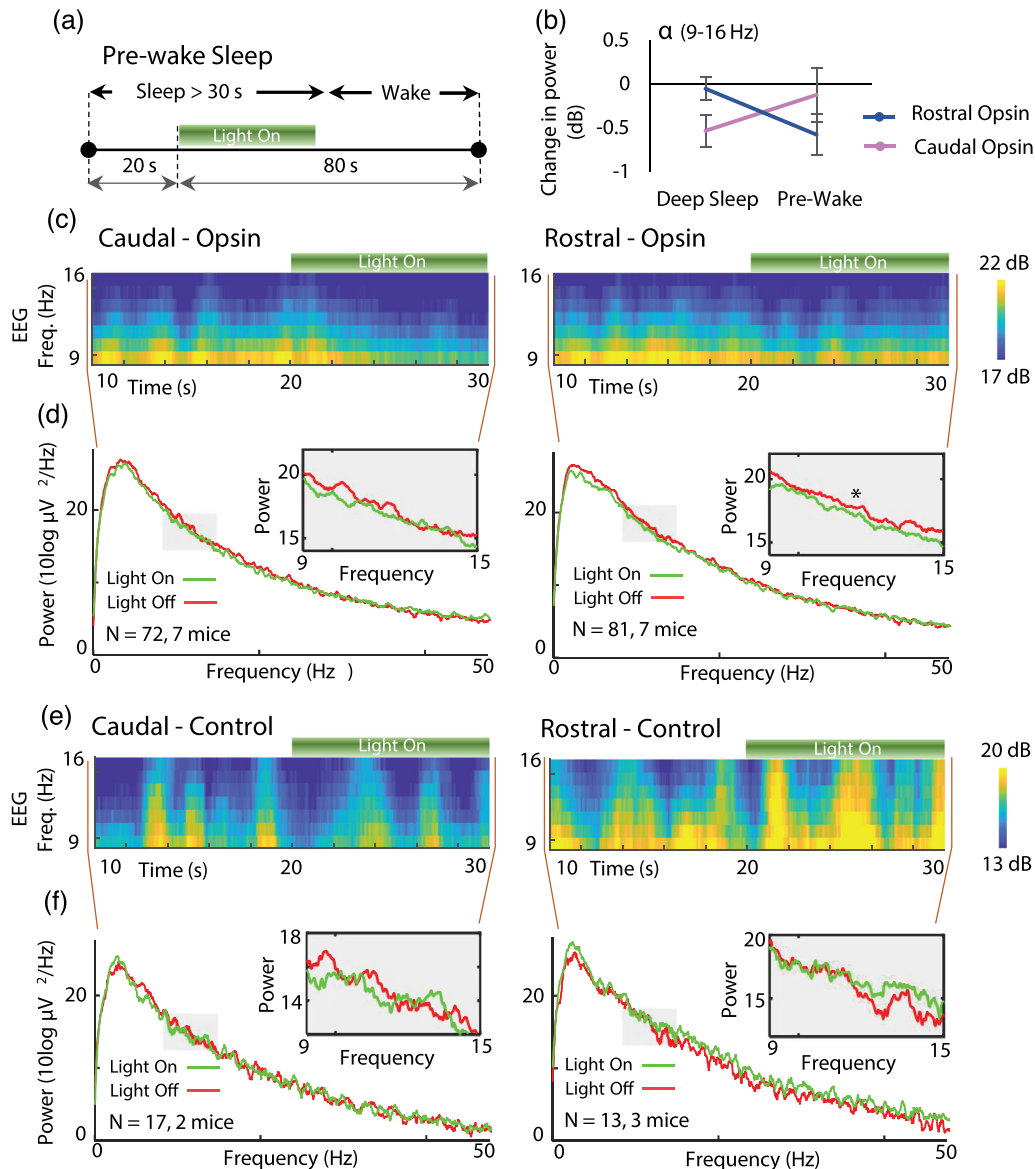 (a)
Pre-wake Sleep
Sleep > 30 s
Wake
Light On
20 s
80 s
(b)
α (9-16 Hz)
Change in power
(dB)
0.5
0
-0.5
-1
Deep Sleep
Pre-Wake
Rostral Opsin
Caudal Opsin
(c)
Caudal - Opsin
Light On
EEG
Freq. (Hz)
16
9
10
20
30
Time (s)
Rostral - Opsin
Light On
16
9
10
20
30
Time (s)
22 dB
17 dB
(d)
Power (10log µV²/Hz)
20
0
Light On
Light Off
N = 72, 7 mice
0
50
Frequency (Hz )
Power
20
15
9
15
Frequency
20
0
Light On
Light Off
N = 81, 7 mice
0
50
Frequency (Hz)
Power
20
15
*
9
15
Frequency
(e)
Caudal - Control
Light On
EEG
Freq. (Hz)
16
9
10
20
30
Time (s)
Rostral - Control
Light On
16
9
10
20
30
Time (s)
20 dB
13 dB
(f)
Power (10log µV²/Hz)
20
0
Light On
Light Off
N = 17, 2 mice
0
50
Frequency (Hz)
Power
18
14
9
15
Frequency
20
0
Light On
Light Off
N = 13, 3 mice
0
50
Frequency (Hz)
Power
20
15
9
15
Frequency